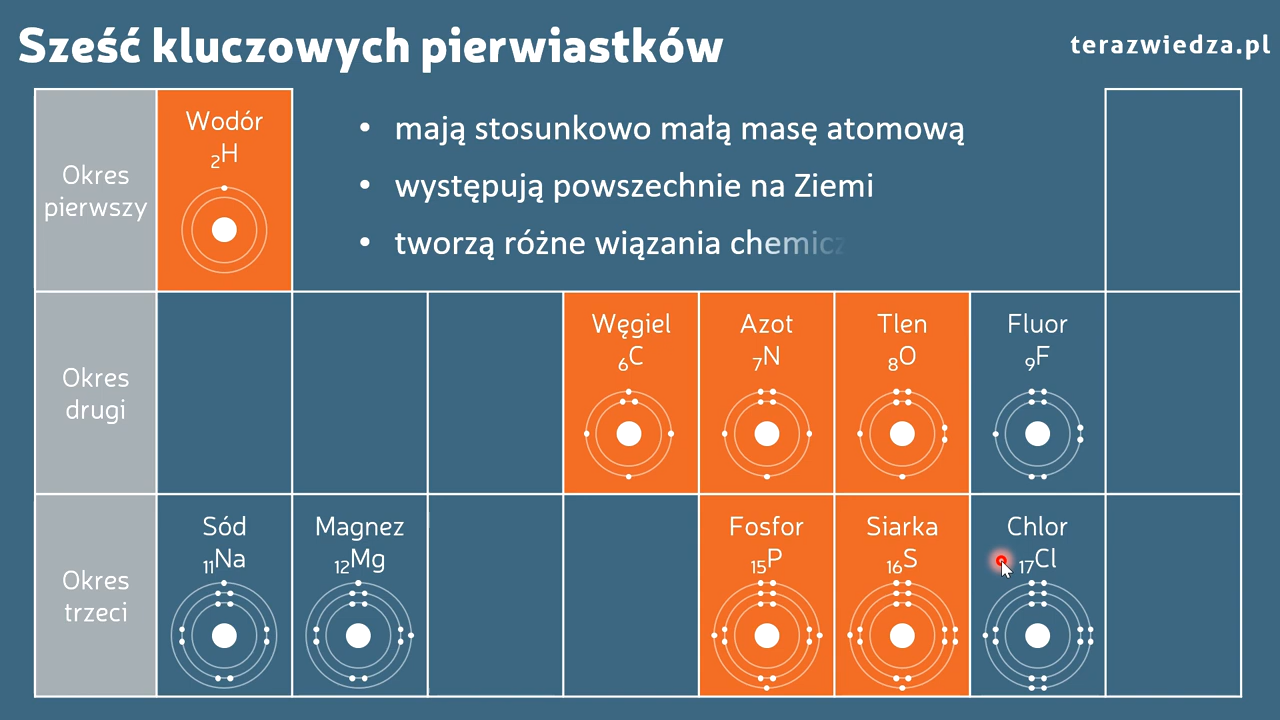 Sześć kluczowych pierwiastków
terazwiedza.pl
Okres
pierwszy
Wodór
₂H
• mają stosunkowo małą masę atomową
• występują powszechnie na Ziemi
• tworzą różne wiązania chemicz
Okres
drugi
Węgiel
₆C
Azot
₇N
Tlen
₈O
Fluor
₉F
Okres
trzeci
Sód
₁₁Na
Magnez
₁₂Mg
Fosfor
₁₅P
Siarka
₁₆S
Chlor
₁₇Cl